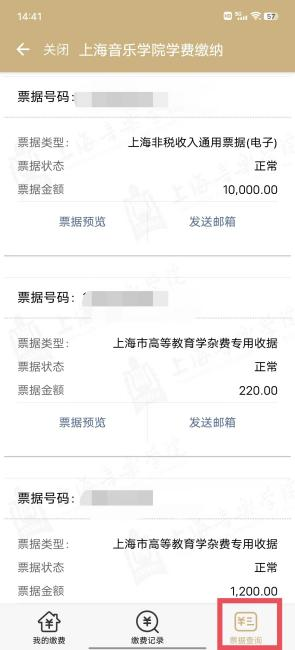 14:41
HD 5G 57
关闭 上海音乐学院学费缴纳
票据号码:
票据类型: 上海非税收入通用票据(电子)
票据状态 正常
票据金额 10,000.00
票据预览 发送邮箱
票据号码:
票据类型: 上海市高等教育学杂费专用收据
票据状态 正常
票据金额 220.00
票据预览 发送邮箱
票据号码:
票据类型: 上海市高等教育学杂费专用收据
票据状态 正常
票据金额 1,200.00
我的缴费 缴费记录 票据查询